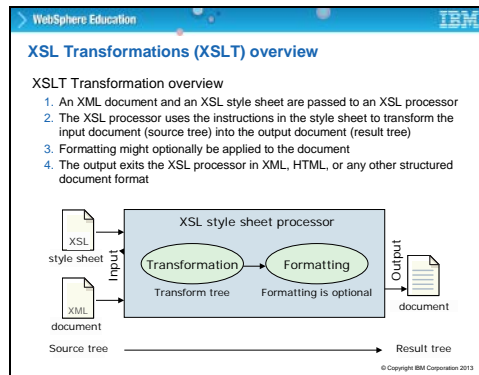 WebSphere Education
IBM
XSL Transformations (XSLT) overview
XSLT Transformation overview
1. An XML document and an XSL style sheet are passed to an XSL processor
2. The XSL processor uses the instructions in the style sheet to transform the
input document (source tree) into the output document (result tree)
3. Formatting might optionally be applied to the document
4. The output exits the XSL processor in XML, HTML, or any other structured
document format
XSL style sheet processor
XSL
style sheet
Input
Transformation
Formatting
Output
Transform tree
Formatting is optional
XML
document
document
Source tree
Result tree
© Copyright IBM Corporation 2013